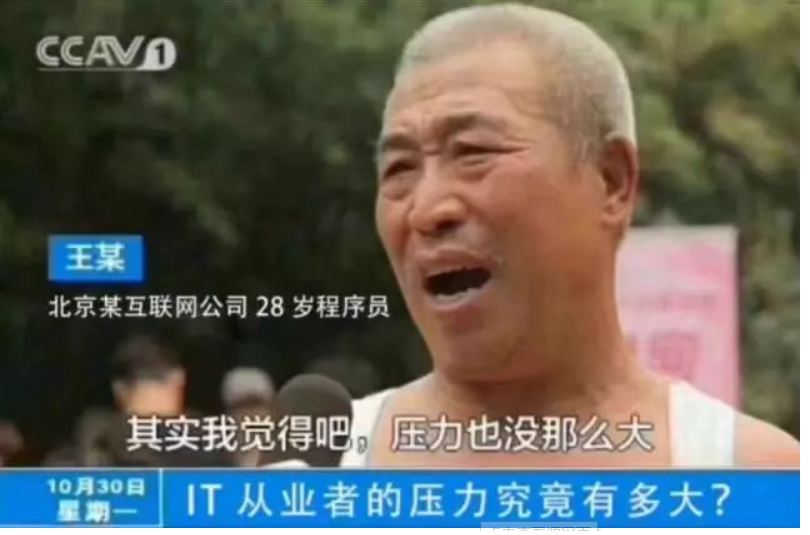 CCAV1
王某
北京某互联网公司 28 岁程序员
其实我觉得吧，压力也没那么大
10月30日
星期一
IT 从业者的压力究竟有多大?